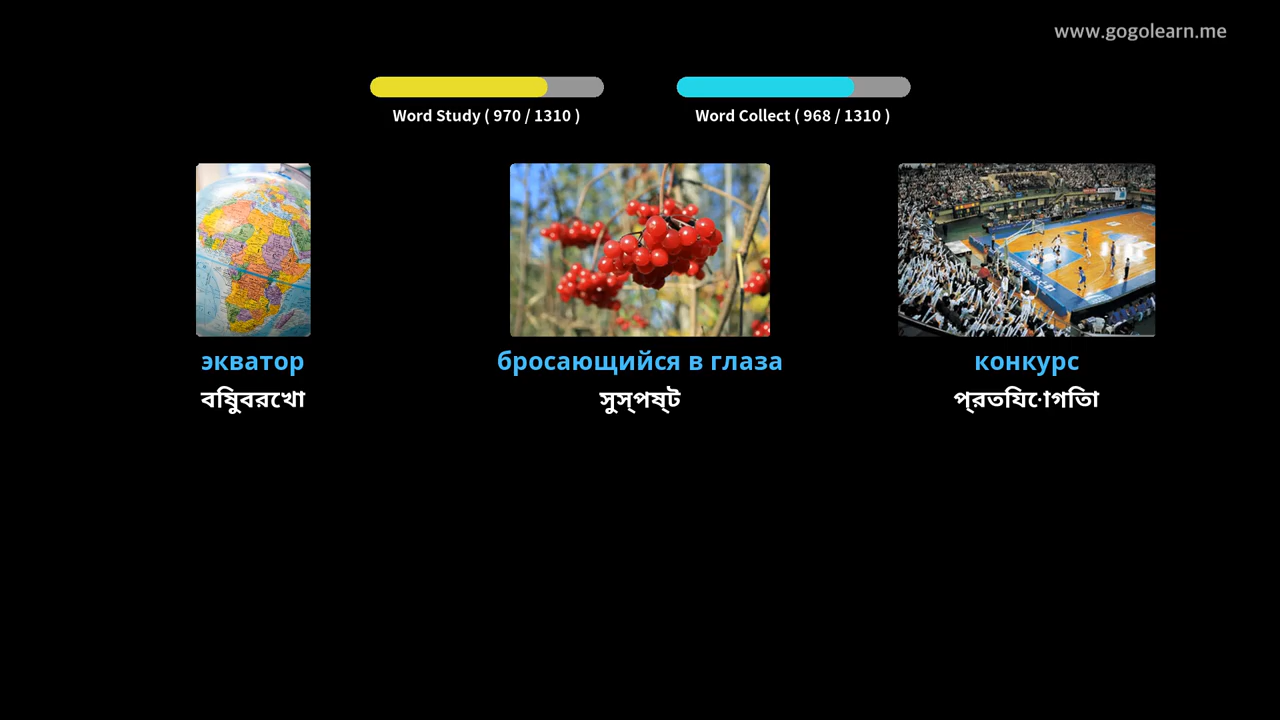 www.gogolearn.me
Word Study ( 970 / 1310 )
Word Collect ( 968 / 1310 )
экватор
бросающийся в глаза
конкурс
বিষুবরেখা
সুস্পষ্ট
প্রতিযোগিতা